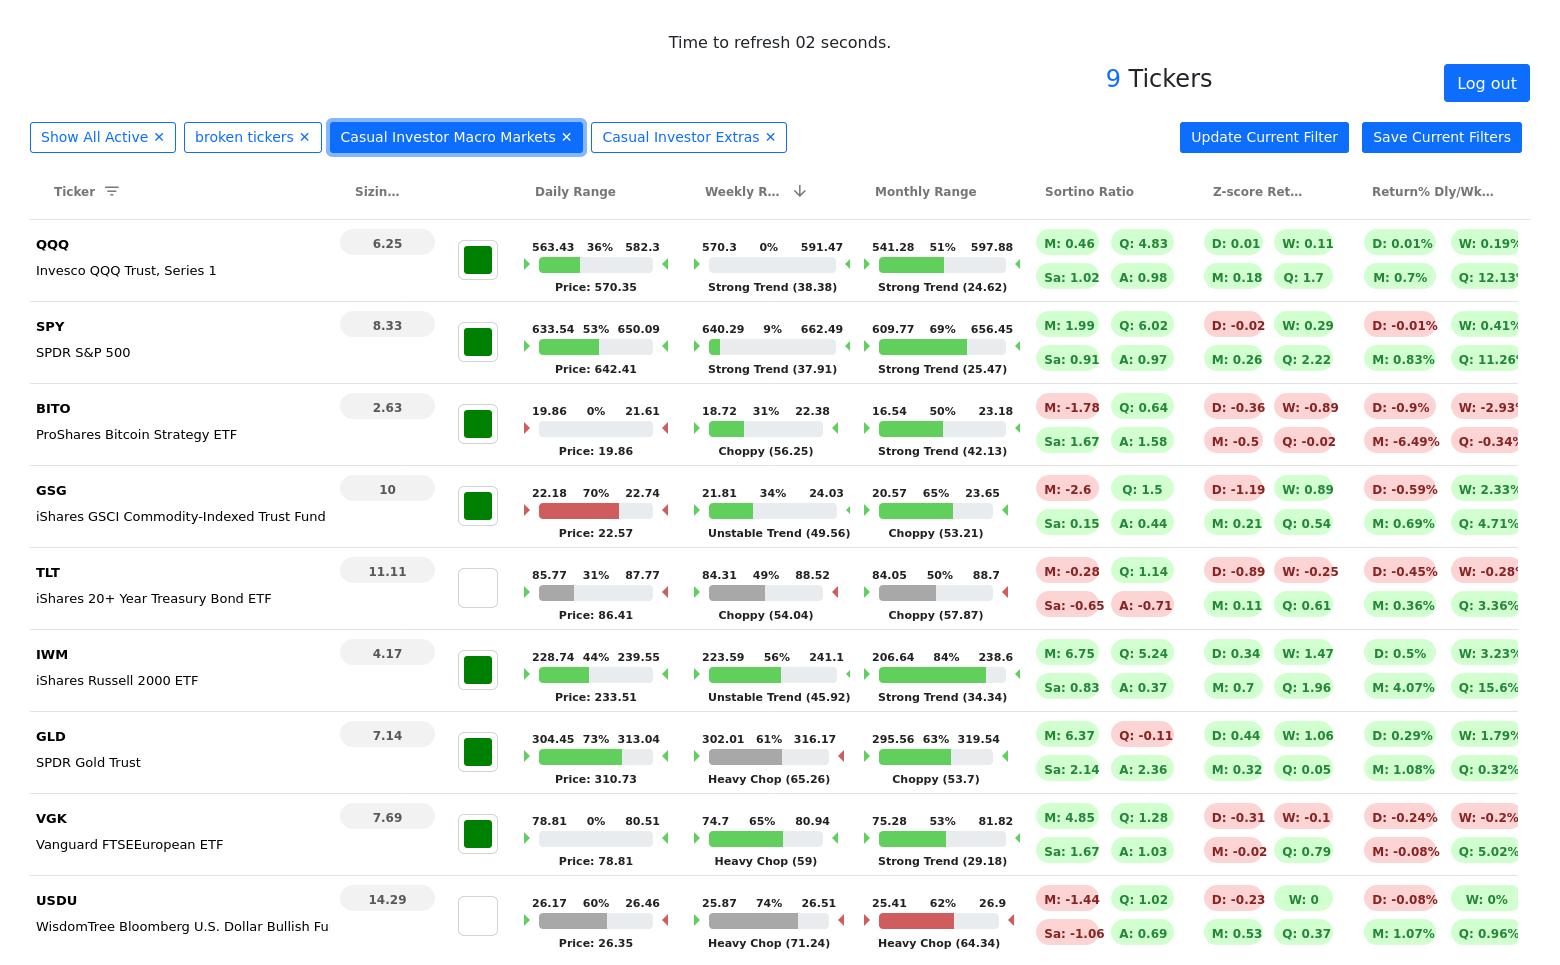 Time to refresh 02 seconds.
9 Tickers
Log out
Show All Active ✕ broken tickers ✕ Casual Investor Macro Markets ✕ Casual Investor Extras ✕ Update Current Filter Save Current Filters
Ticker Sizin... Daily Range Weekly R... Monthly Range Sortino Ratio Z-score Ret... Return% Dly/Wk...
QQQ 6.25 563.43 36% 582.3 570.3 0% 591.47 541.28 51% 597.88 M: 0.46 Q: 4.83 D: 0.01 W: 0.11 D: 0.01% W: 0.19%
Invesco QQQ Trust, Series 1 Price: 570.35 Strong Trend (38.38) Strong Trend (24.62) Sa: 1.02 A: 0.98 M: 0.18 Q: 1.7 M: 0.7% Q: 12.13%
SPY 8.33 633.54 53% 650.09 640.29 9% 662.49 609.77 69% 656.45 M: 1.99 Q: 6.02 D: -0.02 W: 0.29 D: -0.01% W: 0.41%
SPDR S&P 500 Price: 642.41 Strong Trend (37.91) Strong Trend (25.47) Sa: 0.91 A: 0.97 M: 0.26 Q: 2.22 M: 0.83% Q: 11.26%
BITO 2.63 19.86 0% 21.61 18.72 31% 22.38 16.54 50% 23.18 M: -1.78 Q: 0.64 D: -0.36 W: -0.89 D: -0.9% W: -2.93%
ProShares Bitcoin Strategy ETF Price: 19.86 Choppy (56.25) Strong Trend (42.13) Sa: 1.67 A: 1.58 M: -0.5 Q: -0.02 M: -6.49% Q: -0.34%
GSG 10 22.18 70% 22.74 21.81 34% 24.03 20.57 65% 23.65 M: -2.6 Q: 1.5 D: -1.19 W: 0.89 D: -0.59% W: 2.33%
iShares GSCI Commodity-Indexed Trust Fund Price: 22.57 Unstable Trend (49.56) Choppy (53.21) Sa: 0.15 A: 0.44 M: 0.21 Q: 0.54 M: 0.69% Q: 4.71%
TLT 11.11 85.77 31% 87.77 84.31 49% 88.52 84.05 50% 88.7 M: -0.28 Q: 1.14 D: -0.89 W: -0.25 D: -0.45% W: -0.28%
iShares 20+ Year Treasury Bond ETF Price: 86.41 Choppy (54.04) Choppy (57.87) Sa: -0.65 A: -0.71 M: 0.11 Q: 0.61 M: 0.36% Q: 3.36%
IWM 4.17 228.74 44% 239.55 223.59 56% 241.1 206.64 84% 238.6 M: 6.75 Q: 5.24 D: 0.34 W: 1.47 D: 0.5% W: 3.23%
iShares Russell 2000 ETF Price: 233.51 Unstable Trend (45.92) Strong Trend (34.34) Sa: 0.83 A: 0.37 M: 0.7 Q: 1.96 M: 4.07% Q: 15.6%
GLD 7.14 304.45 73% 313.04 302.01 61% 316.17 295.56 63% 319.54 M: 6.37 Q: -0.11 D: 0.44 W: 1.06 D: 0.29% W: 1.79%
SPDR Gold Trust Price: 310.73 Heavy Chop (65.26) Choppy (53.7) Sa: 2.14 A: 2.36 M: 0.32 Q: 0.05 M: 1.08% Q: 0.32%
VGK 7.69 78.81 0% 80.51 74.7 65% 80.94 75.28 53% 81.82 M: 4.85 Q: 1.28 D: -0.31 W: -0.1 D: -0.24% W: -0.2%
Vanguard FTSEEuropean ETF Price: 78.81 Heavy Chop (59) Strong Trend (29.18) Sa: 1.67 A: 1.03 M: -0.02 Q: 0.79 M: -0.08% Q: 5.02%
USDU 14.29 26.17 60% 26.46 25.87 74% 26.51 25.41 62% 26.9 M: -1.44 Q: 1.02 D: -0.23 W: 0 D: -0.08% W: 0%
WisdomTree Bloomberg U.S. Dollar Bullish Fu Price: 26.35 Heavy Chop (71.24) Heavy Chop (64.34) Sa: -1.06 A: 0.69 M: 0.53 Q: 0.37 M: 1.07% Q: 0.96%